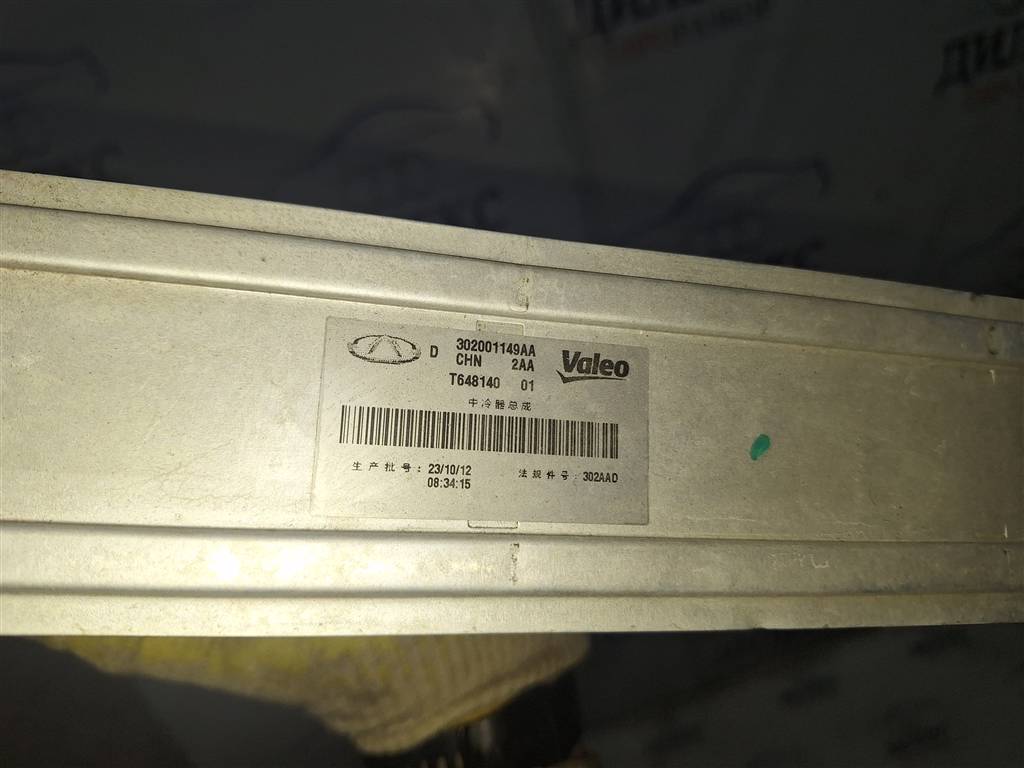 D 302001149AA
CHN 2AA
T648140 01
Valeo
中冷器总成
生产批号: 23/10/12
08:34:15
法规件号: 302AAD